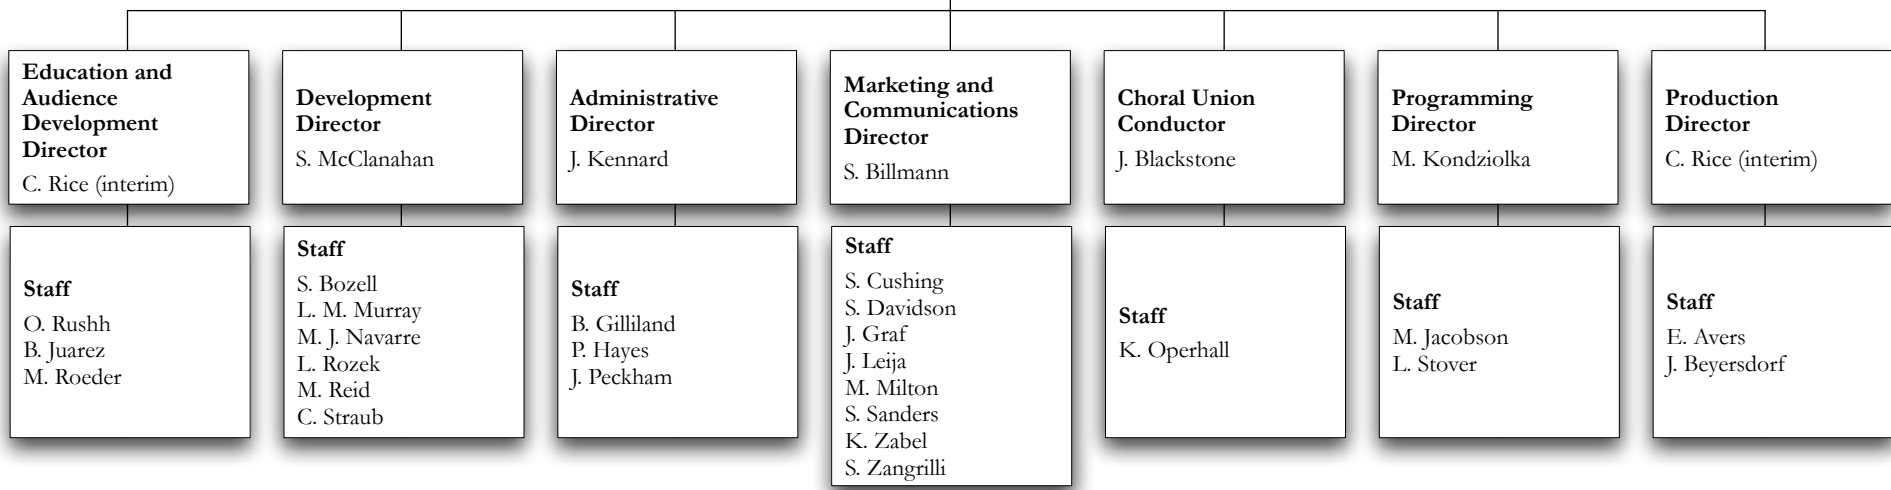 Education and
Audience
Development
Director
C. Rice (interim)
Development
Director
S. McClanahan
Administrative
Director
J. Kennard
Marketing and
Communications
Director
S. Billmann
Choral Union
Conductor
J. Blackstone
Programming
Director
M. Kondziolka
Production
Director
C. Rice (interim)
Staff
O. Rushh
B. Juarez
M. Roeder
Staff
S. Bozell
L. M. Murray
M. J. Navarre
L. Rozek
M. Reid
C. Straub
Staff
B. Gilliland
P. Hayes
J. Peckham
Staff
S. Cushing
S. Davidson
J. Graf
J. Leija
M. Milton
S. Sanders
K. Zabel
S. Zangrilli
Staff
K. Operhall
Staff
M. Jacobson
L. Stover
Staff
E. Avers
J. Beyersdorf